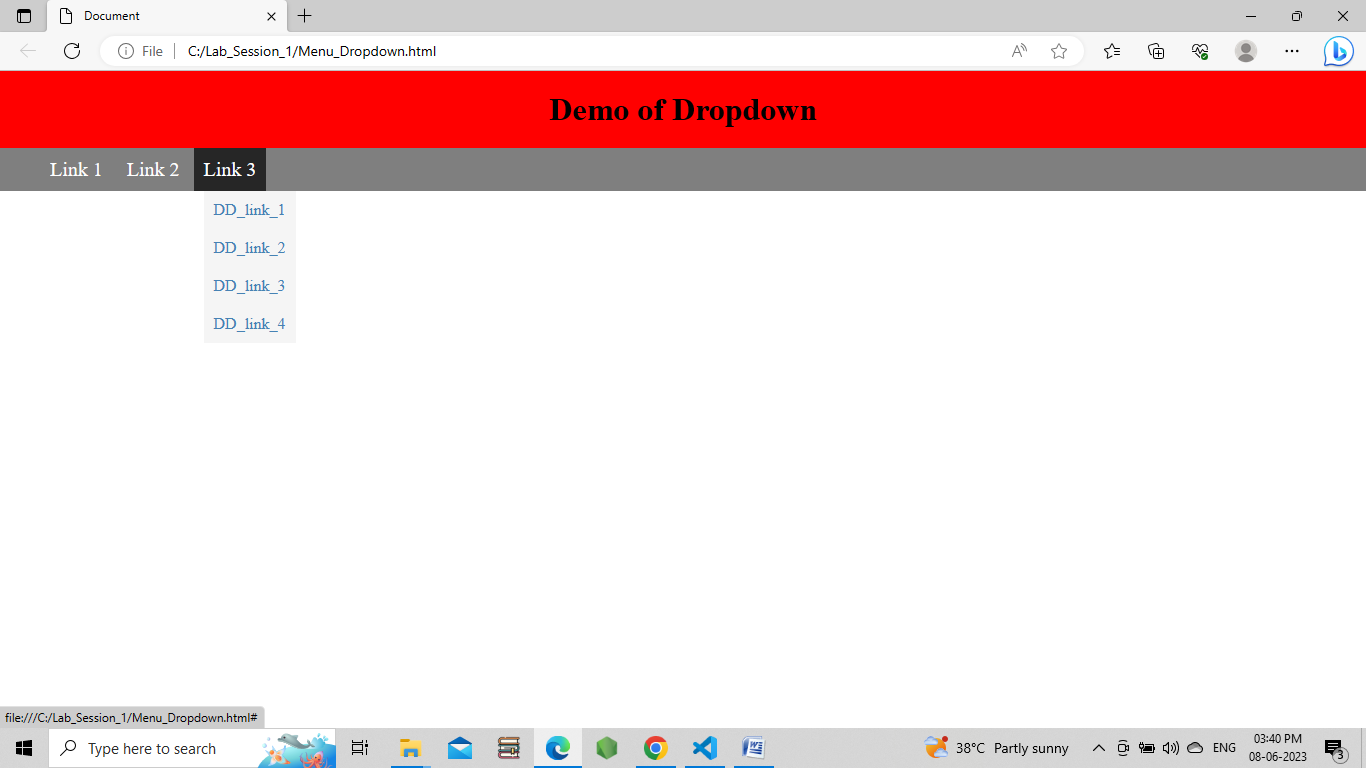 Document
File
C:/Lab_Session_1/Menu_Dropdown.html
Demo of Dropdown
Link 1 Link 2 Link 3
DD_link_1
DD_link_2
DD_link_3
DD_link_4
file:///C:/Lab_Session_1/Menu_Dropdown.html#
Type here to search
38°C Partly sunny
ENG
03:40 PM
08-06-2023
3